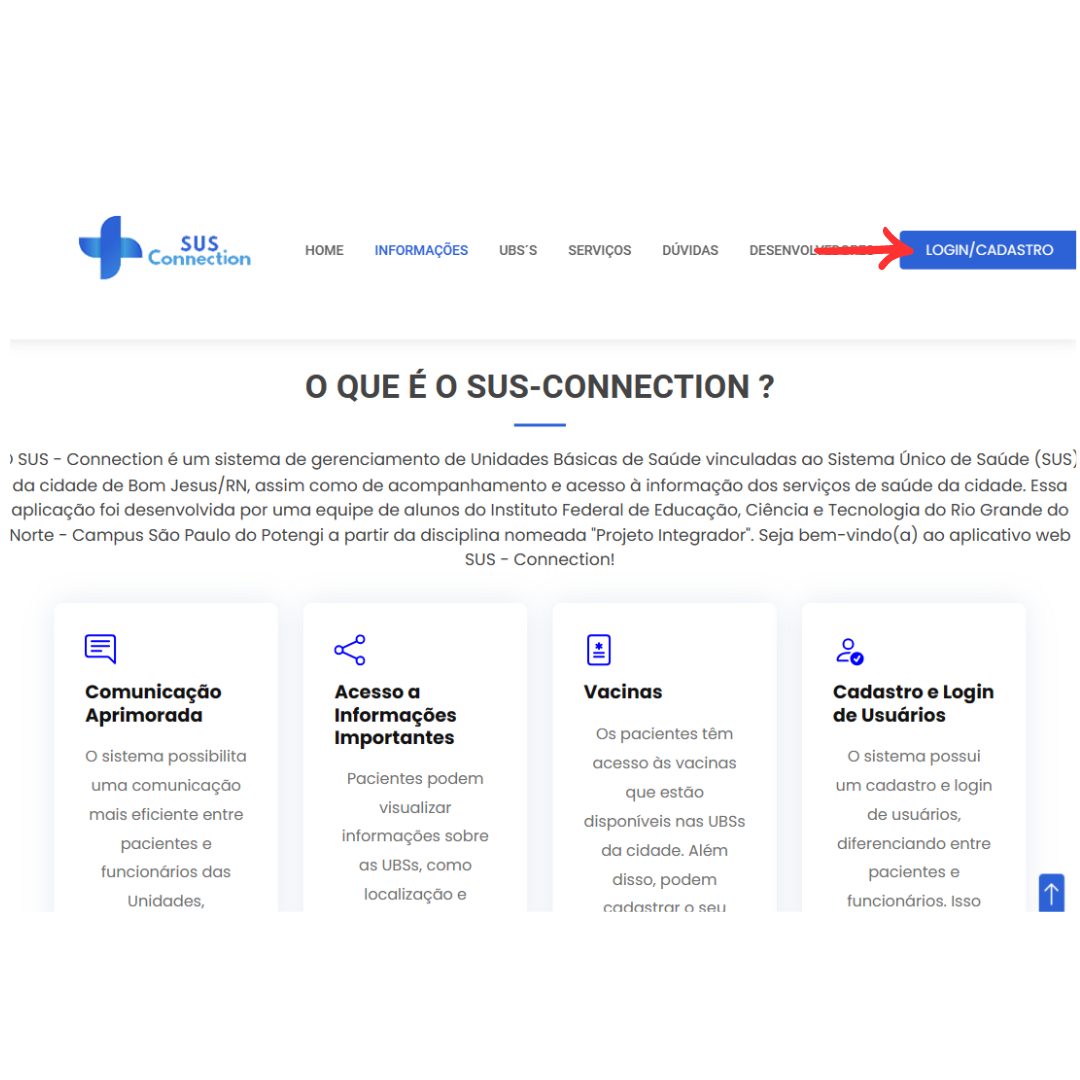 SUS
Connection
HOME
INFORMAÇÕES
UBS´S
SERVIÇOS
DÚVIDAS
DESENVOLVEDORES
LOGIN/CADASTRO
O QUE É O SUS-CONNECTION ?
SUS - Connection é um sistema de gerenciamento de Unidades Básicas de Saúde vinculadas ao Sistema Único de Saúde (SUS)
da cidade de Bom Jesus/RN, assim como de acompanhamento e acesso à informação dos serviços de saúde da cidade. Essa
aplicação foi desenvolvida por uma equipe de alunos do Instituto Federal de Educação, Ciência e Tecnologia do Rio Grande do
Norte - Campus São Paulo do Potengi a partir da disciplina nomeada "Projeto Integrador". Seja bem-vindo(a) ao aplicativo web
SUS - Connection!
Comunicação
Aprimorada
O sistema possibilita
uma comunicação
mais eficiente entre
pacientes e
funcionários das
Unidades,
Acesso a
Informações
Importantes
Pacientes podem
visualizar
informações sobre
as UBSs, como
localização e
Vacinas
Os pacientes têm
acesso às vacinas
que estão
disponíveis nas UBSs
da cidade. Além
disso, podem
cadastrar o seu
Cadastro e Login
de Usuários
O sistema possui
um cadastro e login
de usuários,
diferenciando entre
pacientes e
funcionários. Isso